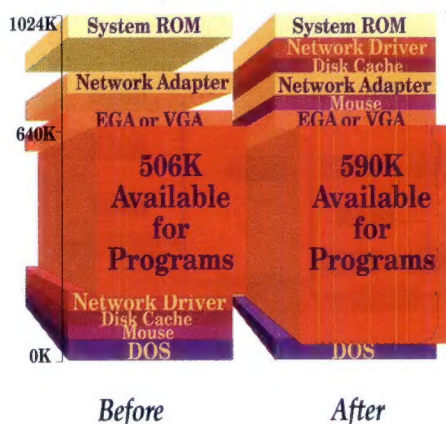 1024K
System ROM
Network Adapter
EGA or VGA
640K
506K
Available
for
Programs
Network Driver
Disk Cache
Mouse
DOS
0K
Before
System ROM
Network Driver
Disk Cache
Network Adapter
Mouse
EGA or VGA
590K
Available
for
Programs
DOS
After